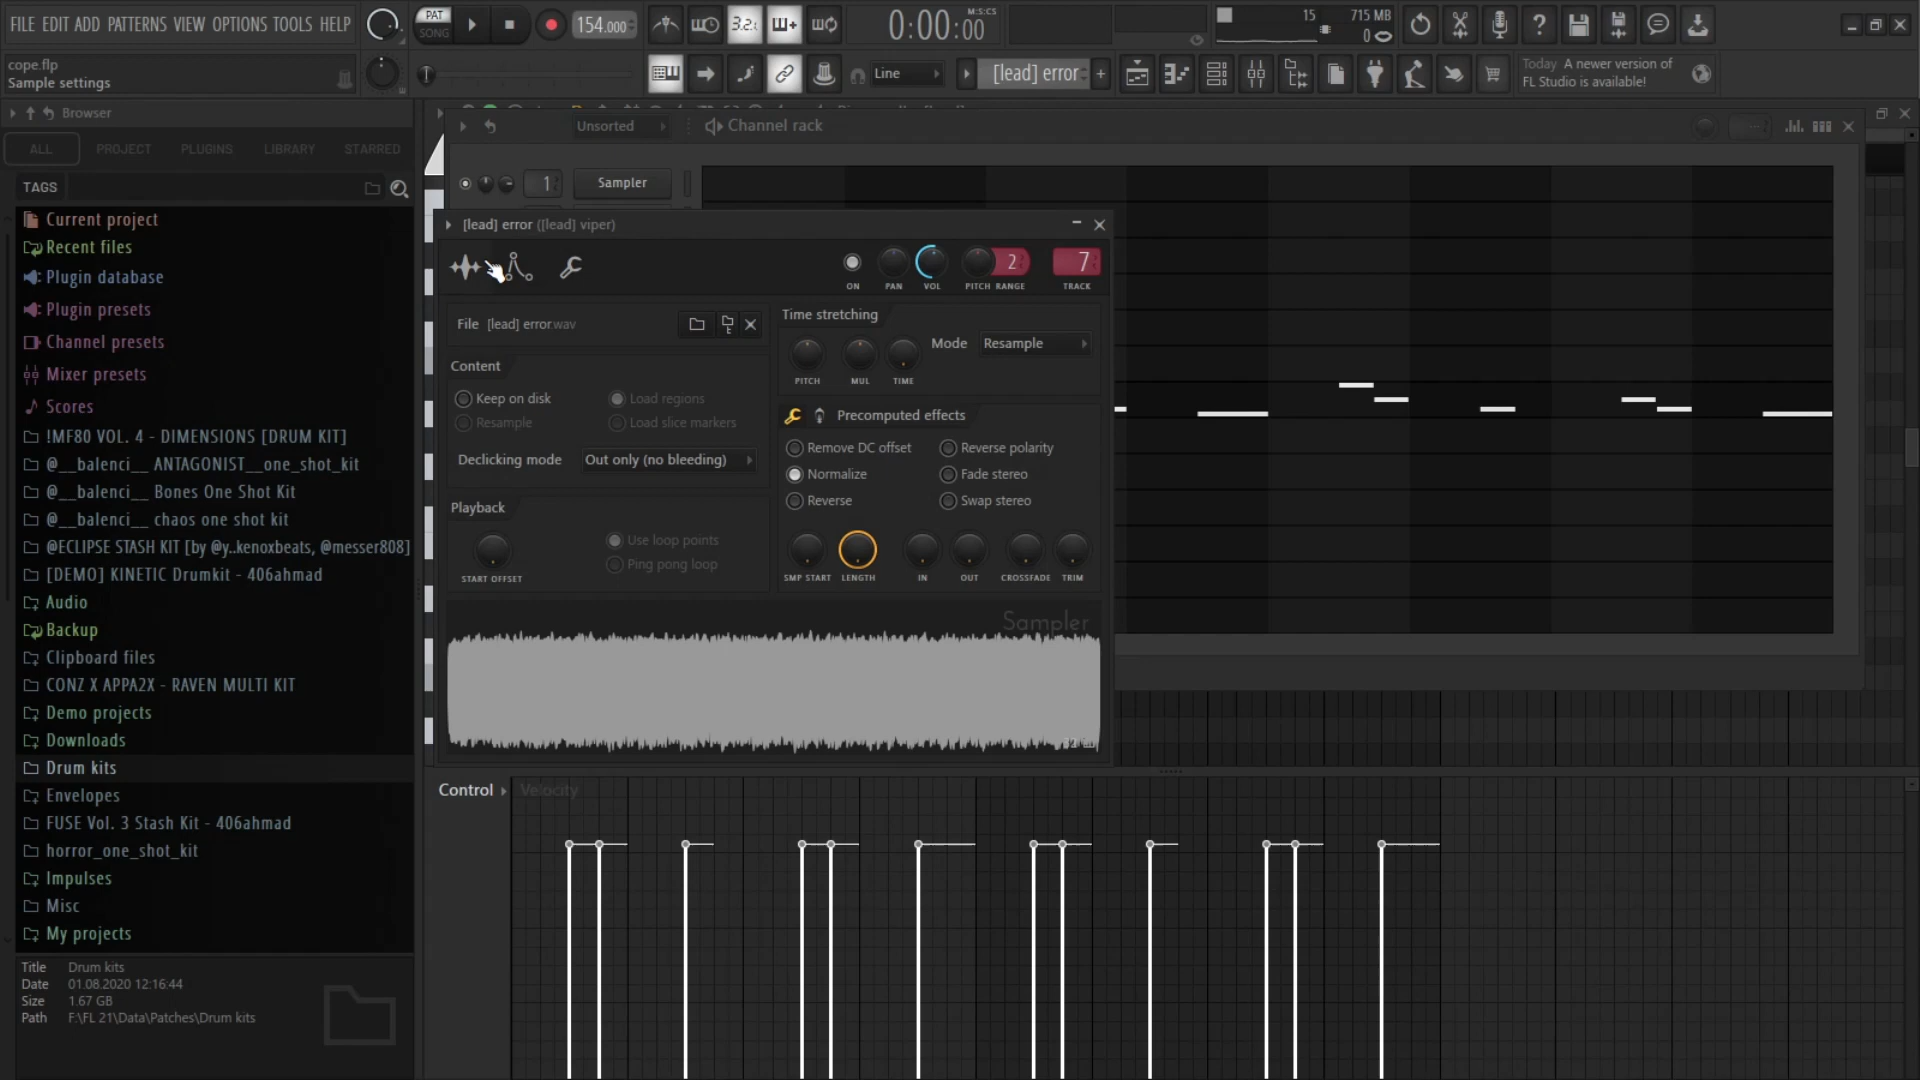 FILE EDIT ADD PATTERNS VIEW OPTIONS TOOLS HELP
PAT
SONG
154.000
3.2.
0:00:00
M:S:CS
15
715 MB
0
cope.flp
Sample settings
Line
[lead] error
+
Today A newer version of
FL Studio is available!
Browser
Unsorted
Channel rack
ALL
PROJECT
PLUGINS
LIBRARY
STARRED
TAGS
1
Sampler
Current project
Recent files
Plugin database
Plugin presets
Channel presets
Mixer presets
Scores
!MF80 VOL. 4 - DIMENSIONS [DRUM KIT]
@__balenci__ ANTAGONIST__one_shot_kit
@__balenci__ Bones One Shot Kit
@__balenci__ chaos one shot kit
@ECLIPSE STASH KIT [by @y..kenoxbeats, @messer808]
[DEMO] KINETIC Drumkit - 406ahmad
Audio
Backup
Clipboard files
CONZ X APPA2X - RAVEN MULTI KIT
Demo projects
Downloads
Drum kits
Envelopes
FUSE Vol. 3 Stash Kit - 406ahmad
horror_one_shot_kit
Impulses
Misc
My projects
Title Drum kits
Date 01.08.2020 12:16:44
Size 1.67 GB
Path F:\FL 21\Data\Patches\Drum kits
[lead] error ([lead] viper)
2
7
ON
PAN
VOL
PITCH
RANGE
TRACK
File [lead] error.wav
Content
Keep on disk
Load regions
Resample
Load slice markers
Declicking mode
Out only (no bleeding)
Playback
Use loop points
Ping pong loop
START OFFSET
Time stretching
Mode
Resample
PITCH
MUL
TIME
Precomputed effects
Remove DC offset
Reverse polarity
Normalize
Fade stereo
Reverse
Swap stereo
SMP START
LENGTH
IN
OUT
CROSSFADE
TRIM
Sampler
Control
Velocity